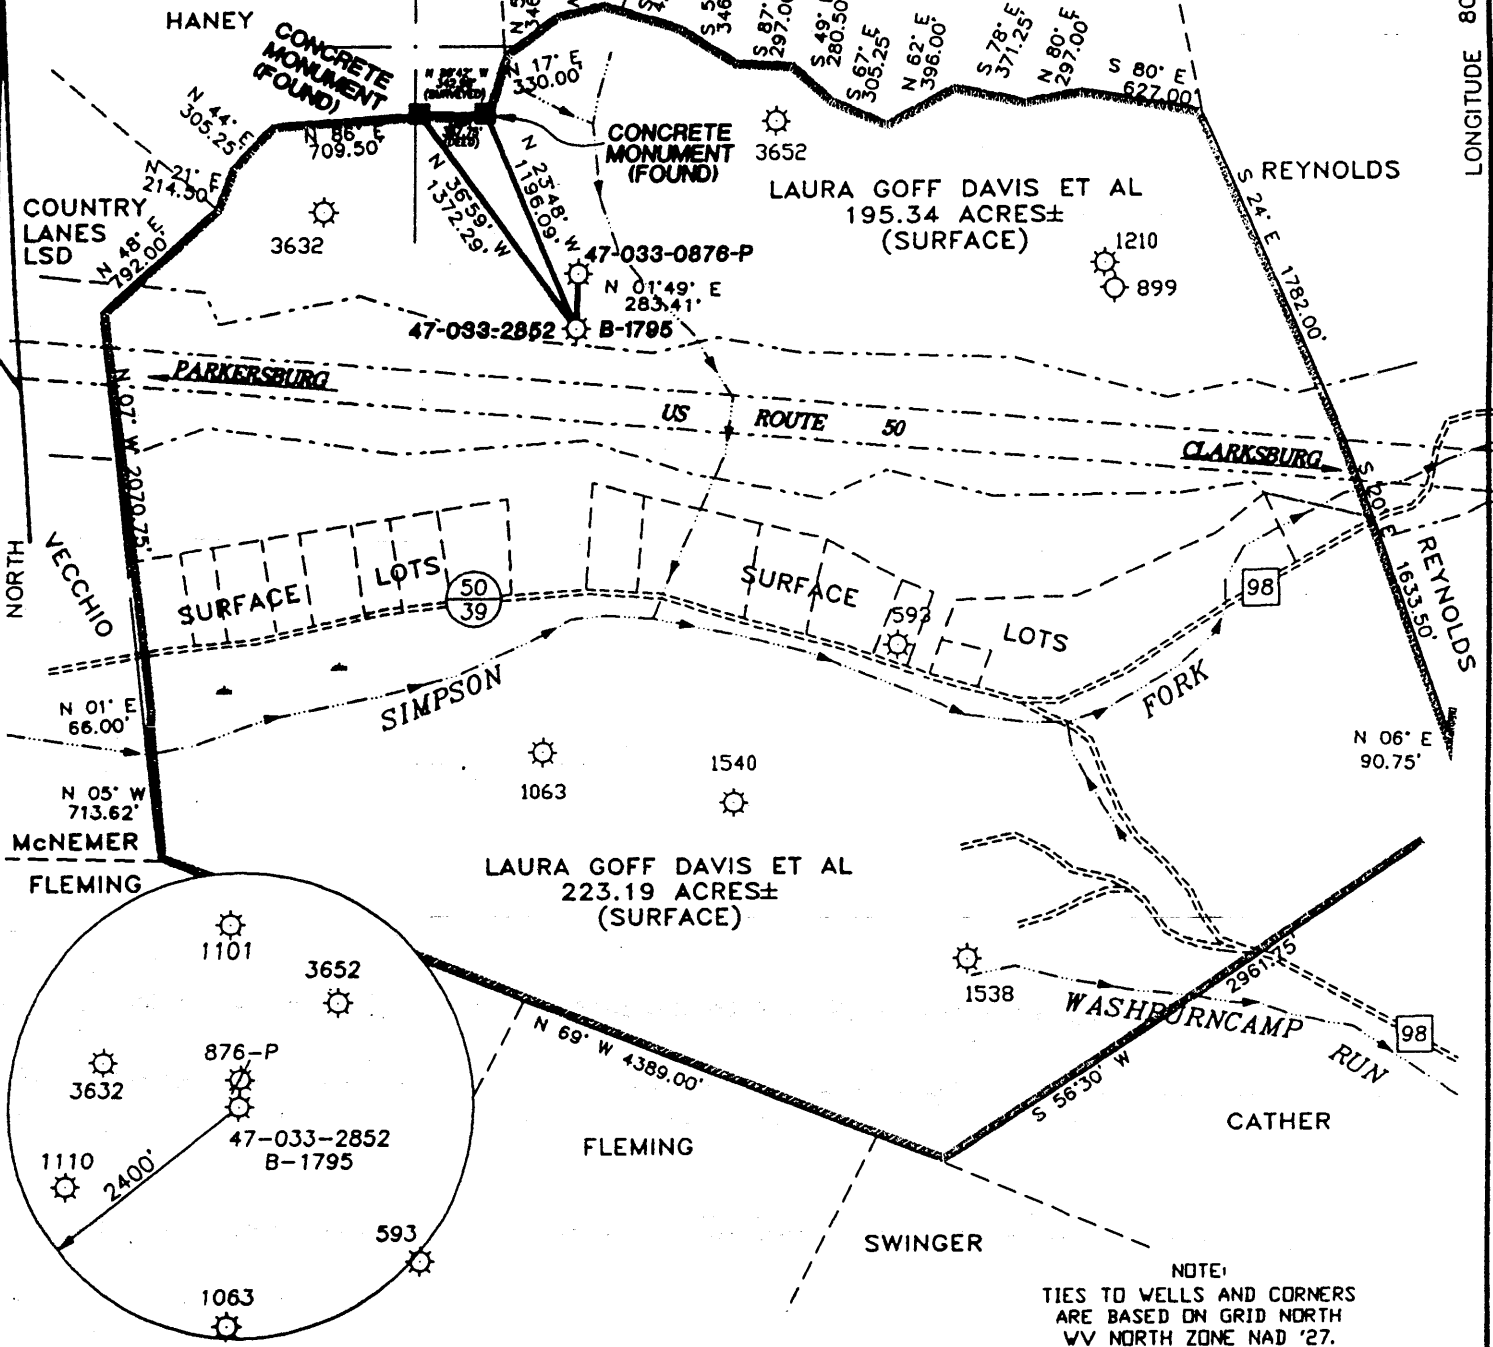 HANEY
CONCRETE
MONUMENT
(FOUND)
N 17° E
330.00'
S 87°
297.00'
S 49° E
280.50'
S 67° E
305.25'
N 62° E
396.00'
S 78° E
371.25'
N 80° E
297.00'
S 80° E
627.00'
LONGITUDE 80
N 44° E
305.25'
N 86° E
709.50'
(SURVEYED)
CONCRETE
MONUMENT
(FOUND)
3652
REYNOLDS
N 21° E
214.50'
LAURA GOFF DAVIS ET AL
195.34 ACRES±
(SURFACE)
COUNTRY
LANES
LSD
3632
N 48° E
792.00'
N 36°59' W
1372.29'
N 23°48' W
1196.09'
47-033-0876-P
N 01°49' E
283.41'
1210
899
S 24° E 1782.00'
47-033-2852
B-1795
PARKERSBURG
US ROUTE 50
CLARKSBURG
N 07° W 2070.75'
S 20° E 1633.50'
REYNOLDS
NORTH
VECCHIO
SURFACE LOTS
50
39
SURFACE
593
LOTS
98
SIMPSON
FORK
N 01° E
66.00'
N 06° E
90.75'
N 05° W
713.62'
1063
1540
McNEMER
FLEMING
LAURA GOFF DAVIS ET AL
223.19 ACRES±
(SURFACE)
1538
2961.75'
S 56°30' W
WASHBURNCAMP RUN
98
N 69° W 4389.00'
FLEMING
CATHER
SWINGER
1101
3652
876-P
3632
47-033-2852
B-1795
1110
2400'
593
1063
NOTE:
TIES TO WELLS AND CORNERS
ARE BASED ON GRID NORTH
WV NORTH ZONE NAD '27.